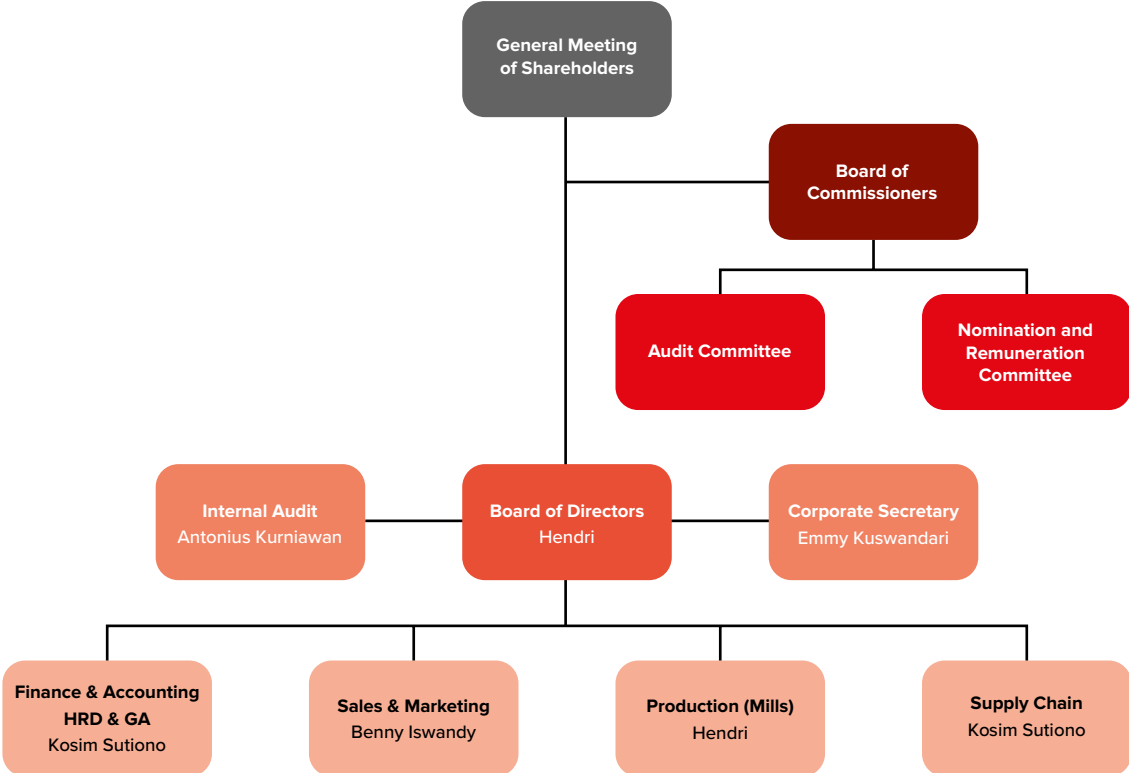 General Meeting
of Shareholders
Board of
Commissioners
Audit Committee
Nomination and
Remuneration
Committee
Internal Audit
Antonius Kurniawan
Board of Directors
Hendri
Corporate Secretary
Emmy Kuswandari
Finance & Accounting
HRD & GA
Kosim Sutiono
Sales & Marketing
Benny Iswandy
Production (Mills)
Hendri
Supply Chain
Kosim Sutiono